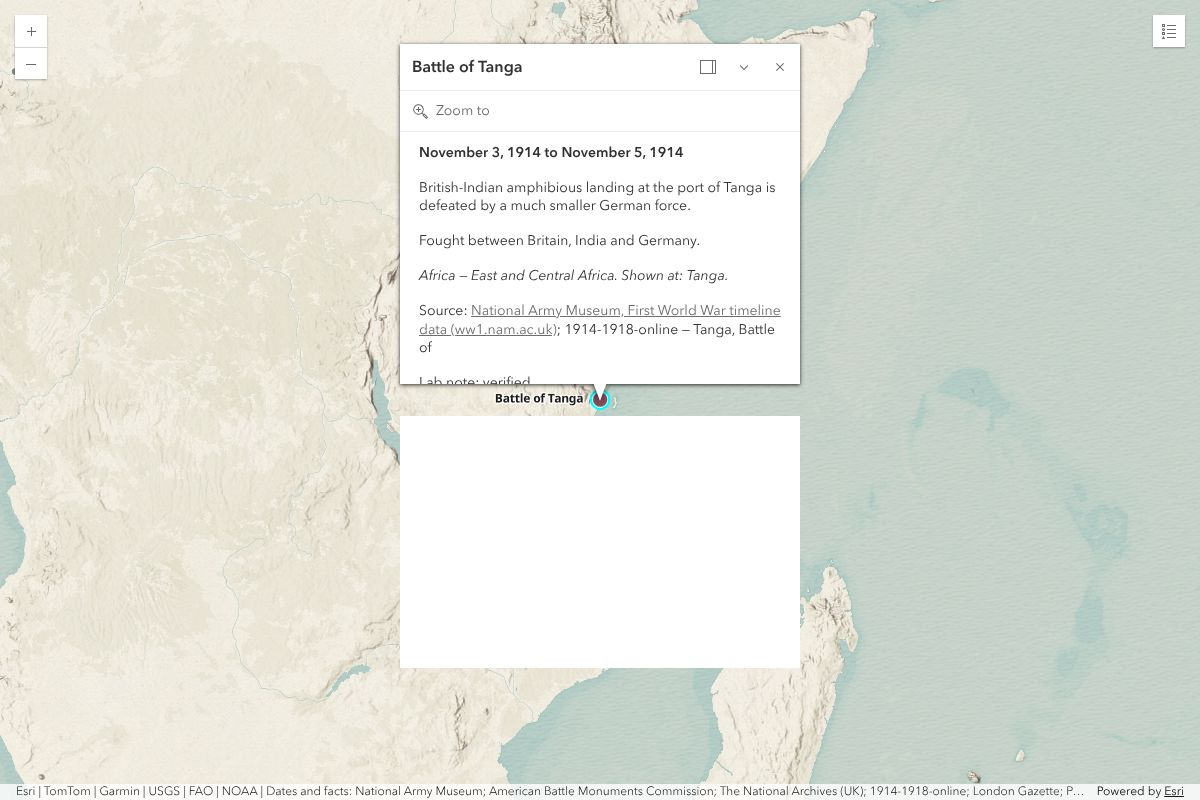 Battle of Tanga
Zoom to
November 3, 1914 to November 5, 1914
British-Indian amphibious landing at the port of Tanga is
defeated by a much smaller German force.
Fought between Britain, India and Germany.
Africa – East and Central Africa. Shown at: Tanga.
Source: National Army Museum, First World War timeline
data (ww1.nam.ac.uk); 1914-1918-online – Tanga, Battle
of
Lab note: verified
Battle of Tanga
Esri | TomTom | Garmin | USGS | FAO | NOAA | Dates and facts: National Army Museum; American Battle Monuments Commission; The National Archives (UK); 1914-1918-online; London Gazette; P... Powered by Esri